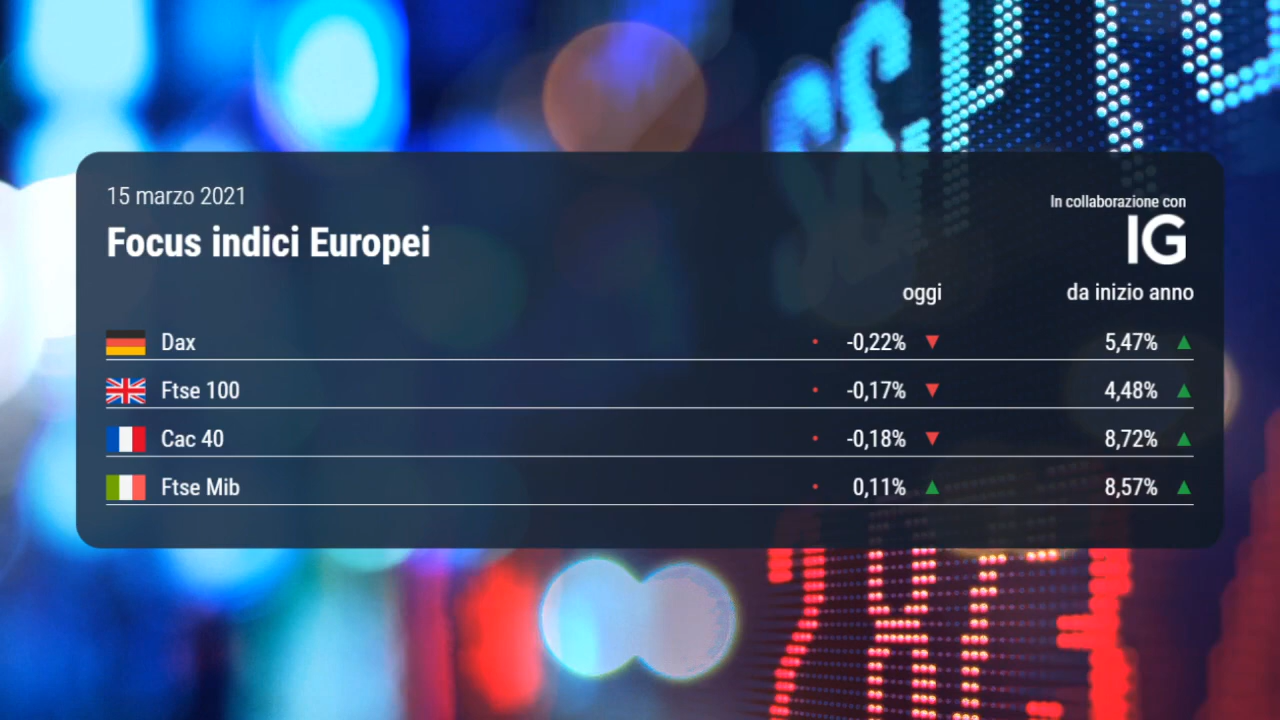 15 marzo 2021
In collaborazione con
Focus indici Europei
IG
oggi da inizio anno
Dax -0,22% ▼ 5,47% ▲
Ftse 100 -0,17% ▼ 4,48% ▲
Cac 40 -0,18% ▼ 8,72% ▲
Ftse Mib 0,11% ▲ 8,57% ▲